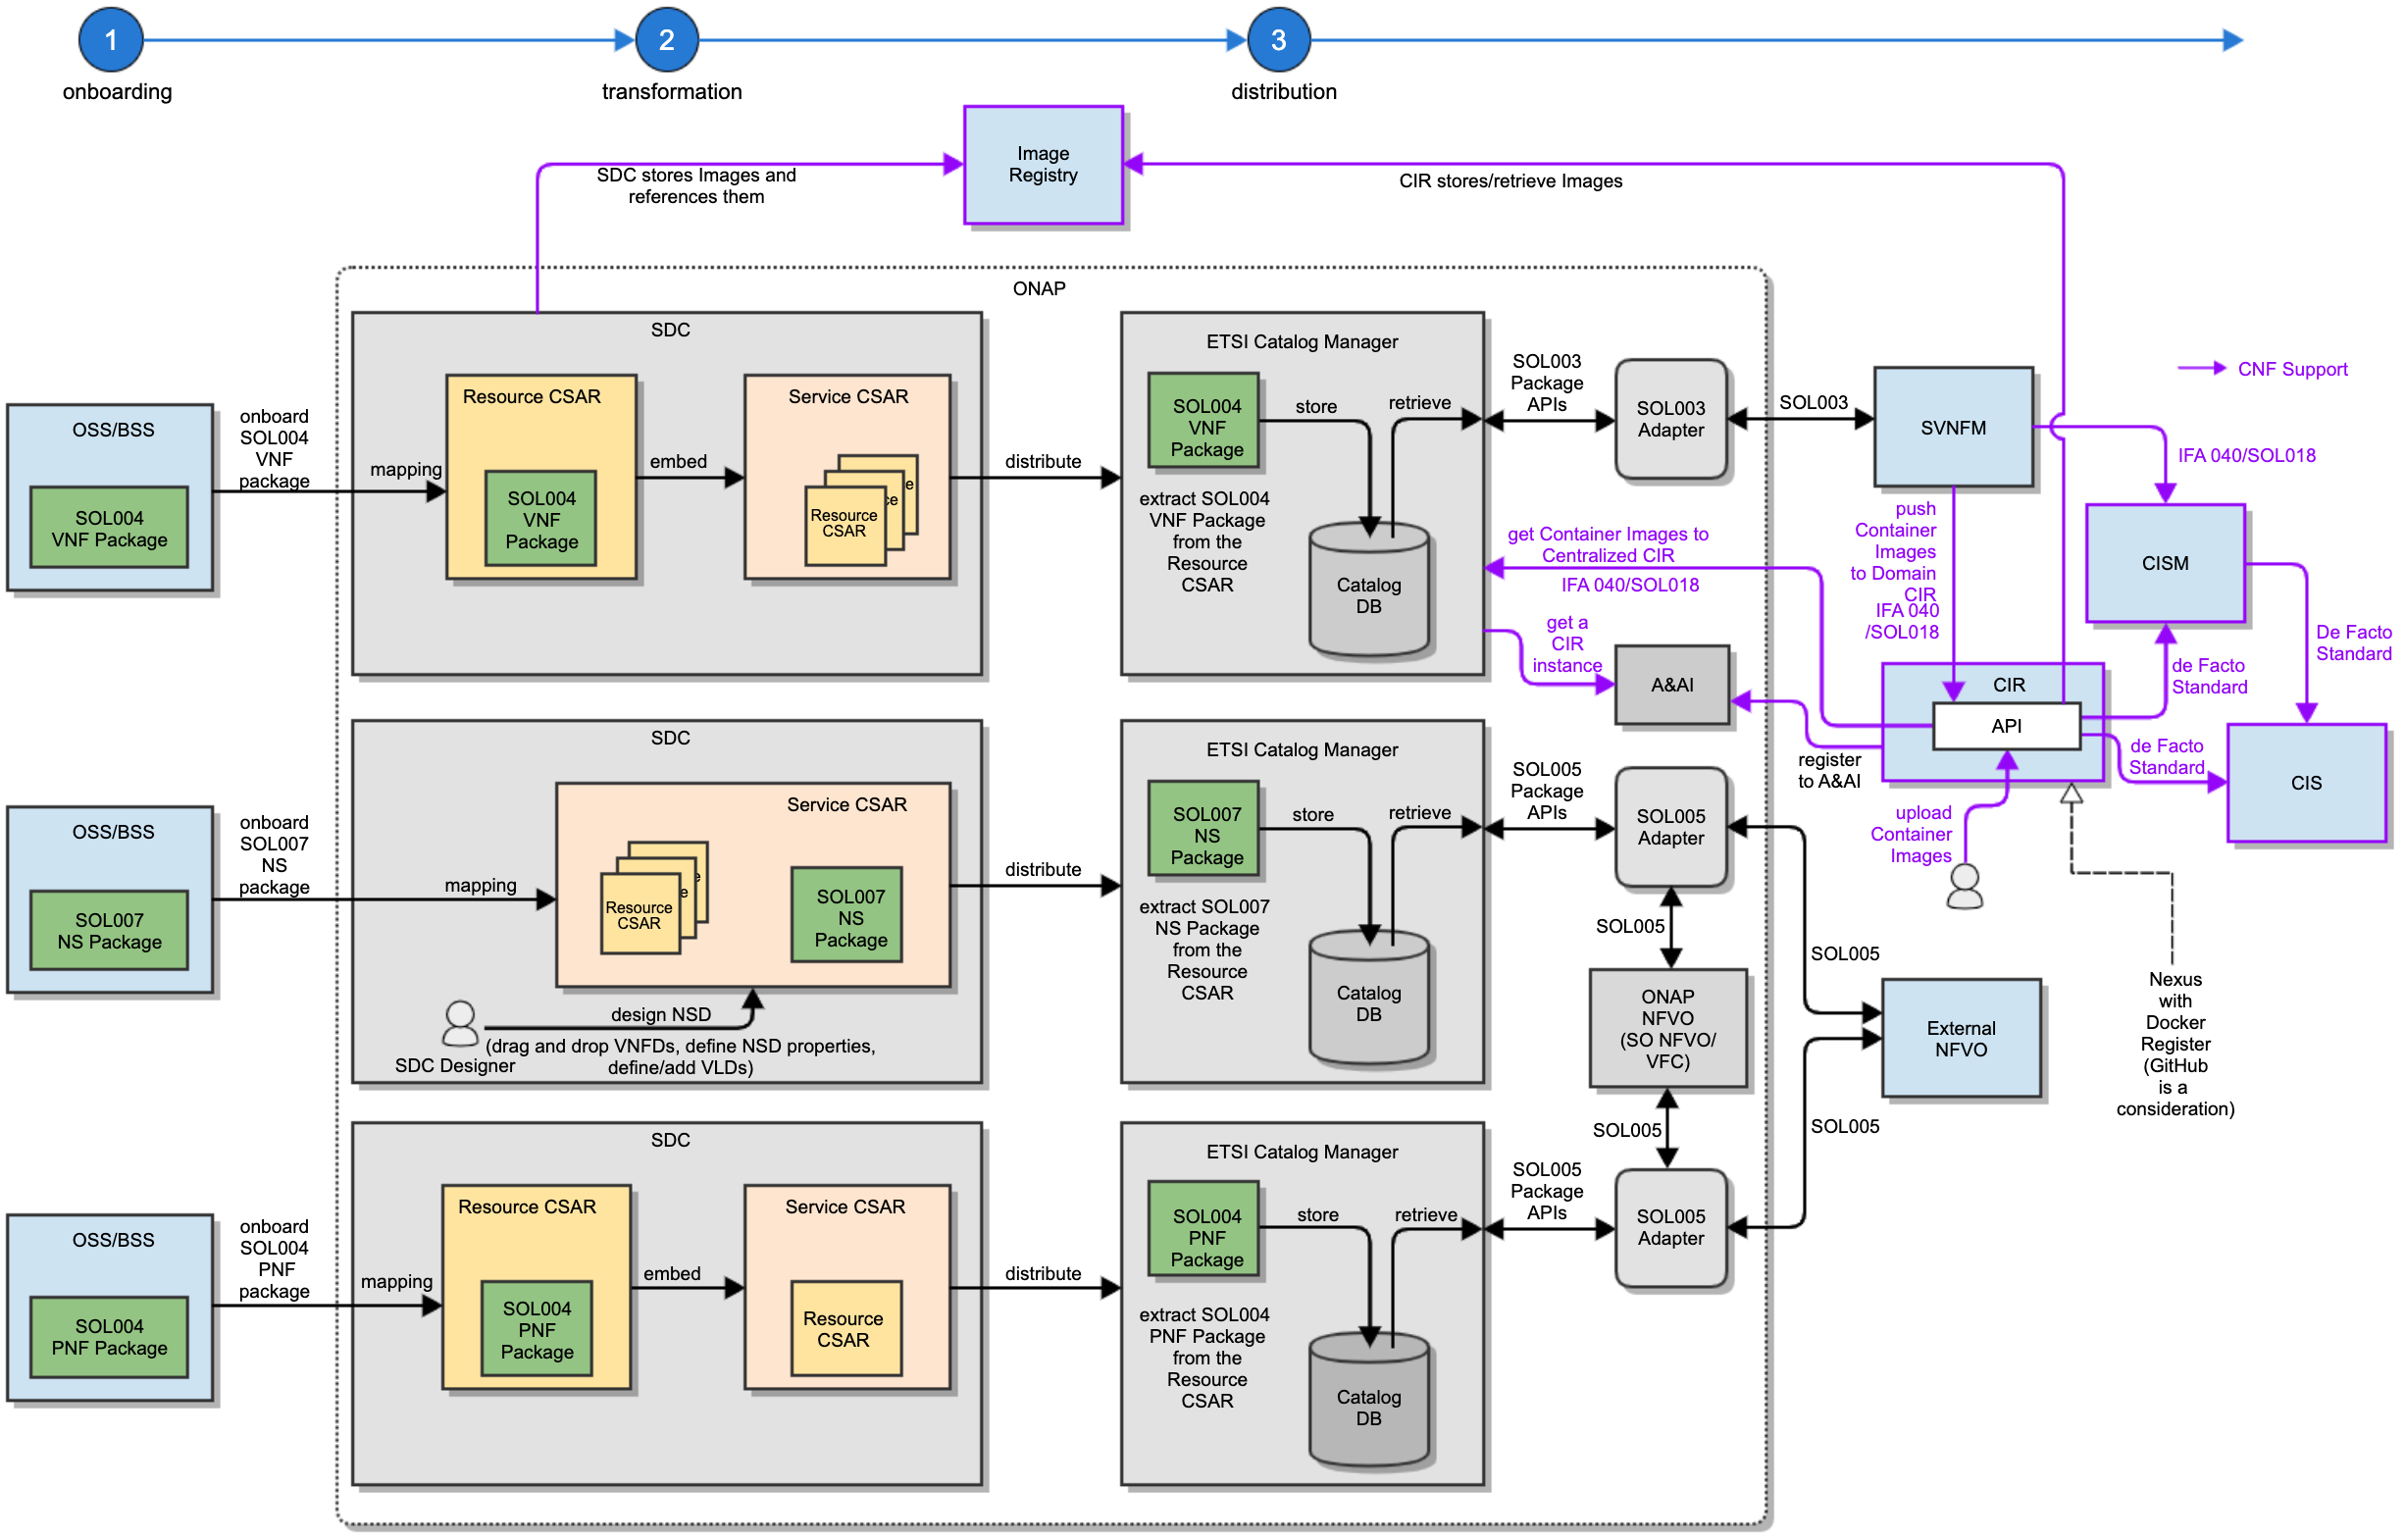 1
2
3
onboarding
transformation
distribution
Image
Registry
SDC stores Images and
references them
CIR stores/retrieve Images
ONAP
SDC
Resource CSAR
SOL004
VNF
Package
embed
Service CSAR
Resource
CSAR
ce
e
OSS/BSS
SOL004
VNF Package
onboard
SOL004
VNF
package
mapping
distribute
ETSI Catalog Manager
SOL004
VNF
Package
store
retrieve
extract SOL004
VNF Package
from the
Resource
CSAR
Catalog
DB
SOL003
Package
APIs
SOL003
Adapter
SOL003
SVNFM
CNF Support
IFA 040/SOL018
CISM
get Container Images to
Centralized CIR
IFA 040/SOL018
push
Container
Images
to Domain
CIR
IFA 040
/SOL018
get a
CIR
instance
A&AI
De Facto
Standard
de Facto
Standard
CIR
API
de Facto
Standard
CIS
register
to A&AI
upload
Container
Images
Nexus
with
Docker
Register
(GitHub
is a
consideration)
OSS/BSS
SOL007
NS Package
onboard
SOL007
NS
package
mapping
SDC
Service CSAR
Resource
CSAR
e
e
SOL007
NS
Package
design NSD
(drag and drop VNFDs, define NSD properties,
define/add VLDs)
SDC Designer
distribute
ETSI Catalog Manager
SOL007
NS
Package
store
retrieve
extract SOL007
NS Package
from the
Resource
CSAR
Catalog
DB
SOL005
Package
APIs
SOL005
Adapter
SOL005
ONAP
NFVO
(SO NFVO/
VFC)
SOL005
SOL005
External
NFVO
SOL005
OSS/BSS
SOL004
PNF Package
onboard
SOL004
PNF
package
mapping
SDC
Resource CSAR
SOL004
PNF
Package
embed
Service CSAR
Resource
CSAR
distribute
ETSI Catalog Manager
SOL004
PNF
Package
store
retrieve
extract SOL004
PNF Package
from the
Resource
CSAR
Catalog
DB
SOL005
Package
APIs
SOL005
Adapter